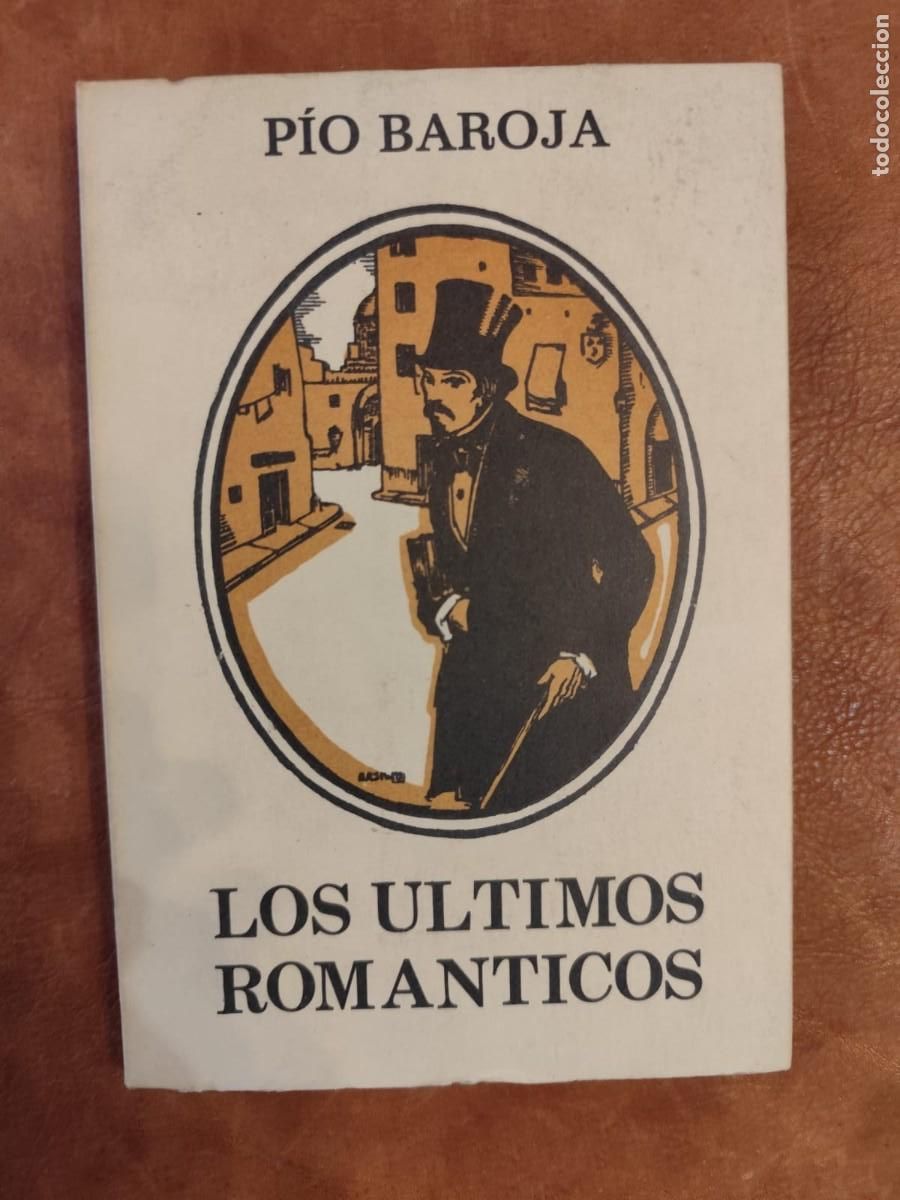 PÍO BAROJA
LOS ULTIMOS
ROMANTICOS
todocoleccion